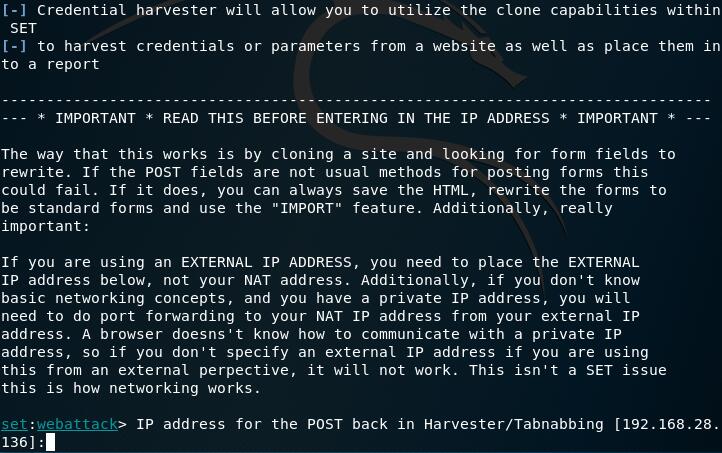 [-] Credential harvester will allow you to utilize the clone capabilities within
 SET
[-] to harvest credentials or parameters from a website as well as place them in
to a report

-------------------------------------------------------------------------------
--- * IMPORTANT * READ THIS BEFORE ENTERING IN THE IP ADDRESS * IMPORTANT * ---

The way that this works is by cloning a site and looking for form fields to
rewrite. If the POST fields are not usual methods for posting forms this
could fail. If it does, you can always save the HTML, rewrite the forms to
be standard forms and use the "IMPORT" feature. Additionally, really
important:

If you are using an EXTERNAL IP ADDRESS, you need to place the EXTERNAL
IP address below, not your NAT address. Additionally, if you don't know
basic networking concepts, and you have a private IP address, you will
need to do port forwarding to your NAT IP address from your external IP
address. A browser doesns't know how to communicate with a private IP
address, so if you don't specify an external IP address if you are using
this from an external perpective, it will not work. This isn't a SET issue
this is how networking works.

set:webattack> IP address for the POST back in Harvester/Tabnabbing [192.168.28.
136]: